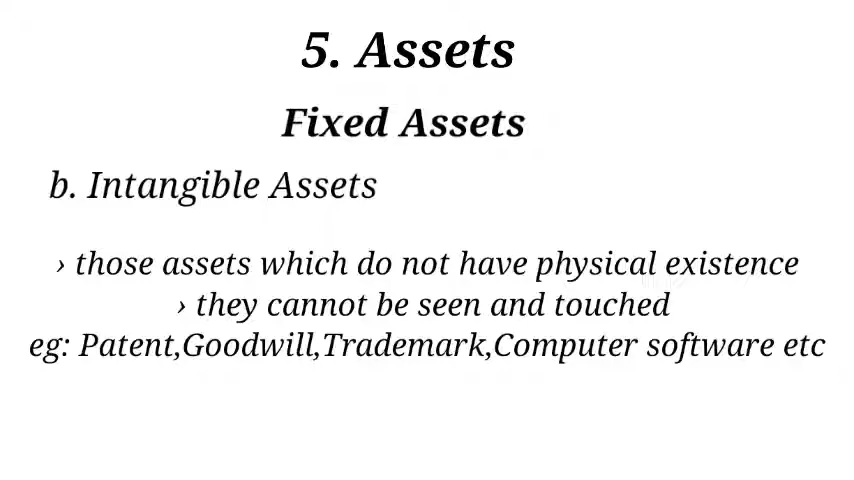 5. Assets
Fixed Assets
b. Intangible Assets
› those assets which do not have physical existence
› they cannot be seen and touched
eg: Patent,Goodwill,Trademark,Computer software etc